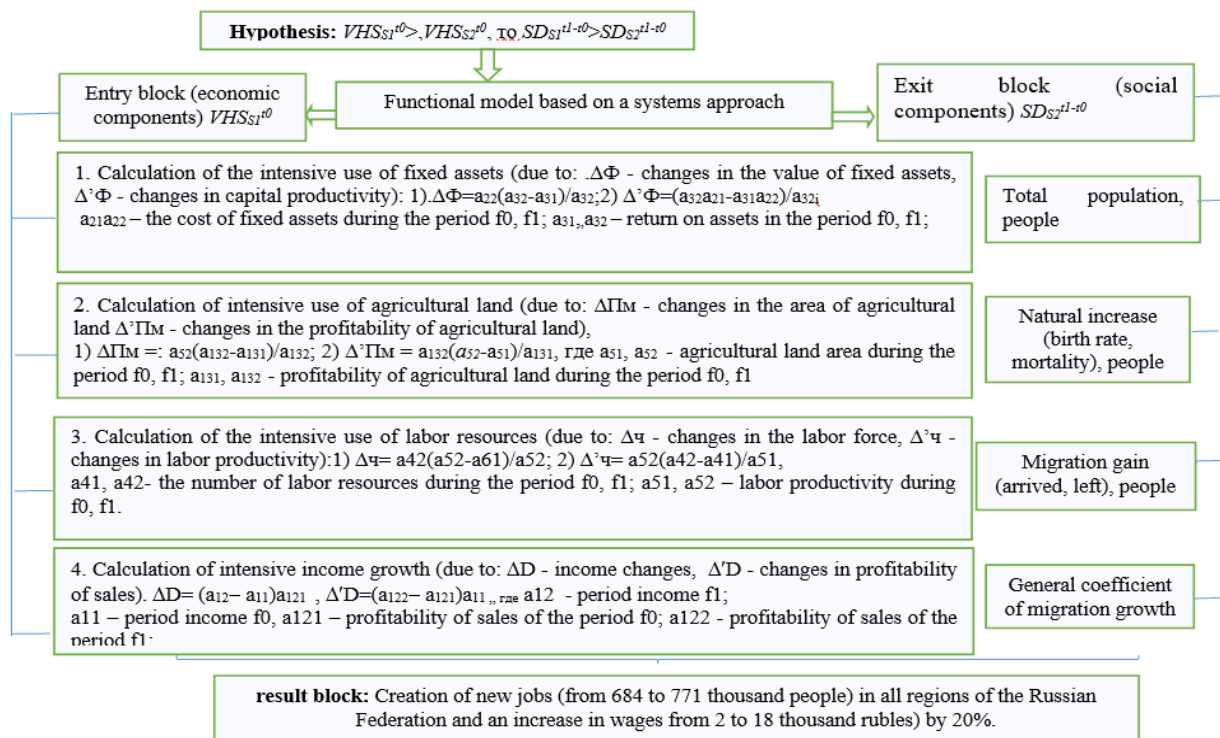 Hypothesis: VHSS1t0>,VHSS2t0, то SDS1t1-t0>SDS2t1-t0
Entry block (economic
components) VHSS1t0
Functional model based on a systems approach
Exit block (social
components) SDS2t1-t0
1. Calculation of the intensive use of fixed assets (due to: .ΔФ - changes in the value of fixed assets,
Δ’Ф - changes in capital productivity): 1).ΔФ=a22(a32-a31)/a32;2) Δ’Ф=(a32a21-a31a22)/a32;
a21a22 – the cost of fixed assets during the period f0, f1; a31,,a32 – return on assets in the period f0, f1;
Total population,
people
2. Calculation of intensive use of agricultural land (due to: ΔПм - changes in the area of agricultural
land Δ’Пм - changes in the profitability of agricultural land),
1) ΔПм =: a52(a132-a131)/a132; 2) Δ’Пм = a132(a52-a51)/a131, где a51, a52 - agricultural land area during the
period f0, f1; a131, a132 - profitability of agricultural land during the period f0, f1
Natural increase
(birth rate,
mortality), people
3. Calculation of the intensive use of labor resources (due to: Δч - changes in the labor force, Δ’ч -
changes in labor productivity):1) Δч= a42(a52-a61)/a52; 2) Δ’ч= a52(a42-a41)/a51,
a41, a42- the number of labor resources during the period f0, f1; a51, a52 – labor productivity during
f0, f1.
Migration gain
(arrived, left), people
4. Calculation of intensive income growth (due to: ΔD - income changes, Δ′D - changes in profitability
of sales). ΔD= (a12– a11)a121 , Δ′D=(a122– a121)a11 ,, где a12 - period income f1;
a11 – period income f0, a121 – profitability of sales of the period f0; a122 - profitability of sales of the
period f1;
General coefficient
of migration growth
result block: Creation of new jobs (from 684 to 771 thousand people) in all regions of the Russian
Federation and an increase in wages from 2 to 18 thousand rubles) by 20%.